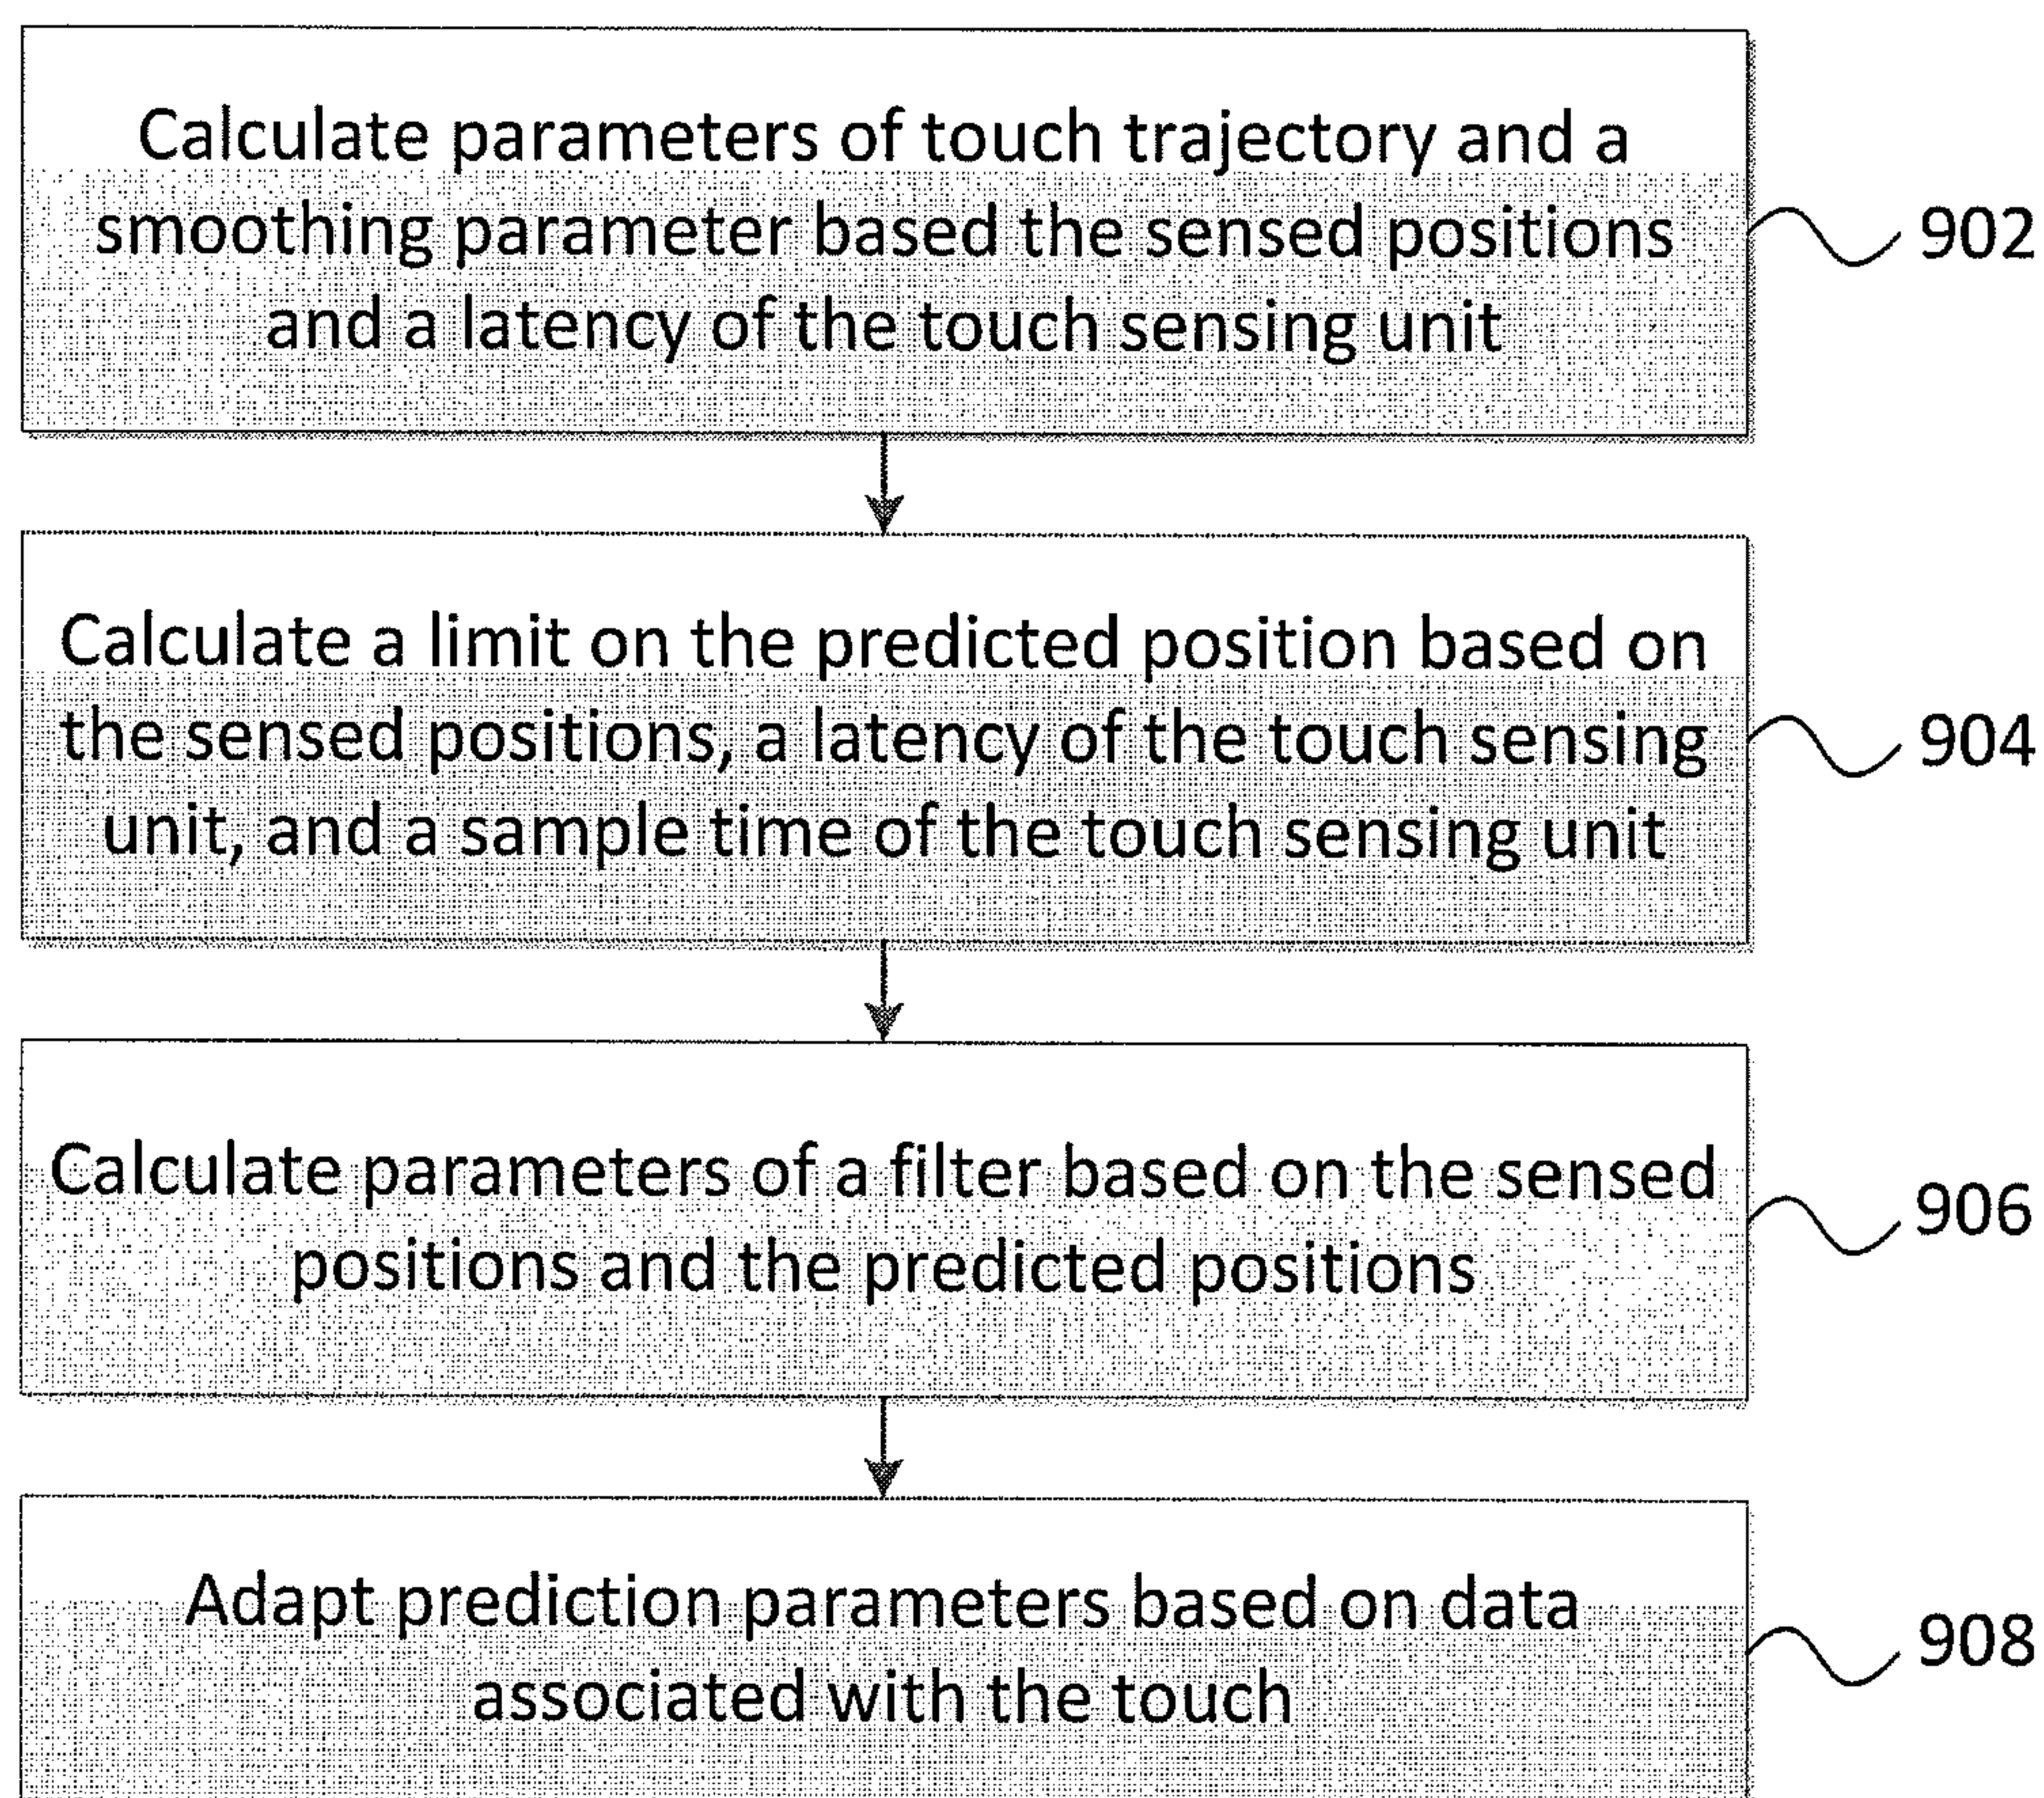 Calculate parameters of touch trajectory and a
smoothing parameter based the sensed positions
and a latency of the touch sensing unit
902
Calculate a limit on the predicted position based on
the sensed positions, a latency of the touch sensing
unit, and a sample time of the touch sensing unit
904
Calculate parameters of a filter based on the sensed
positions and the predicted positions
906
Adapt prediction parameters based on data
associated with the touch
908